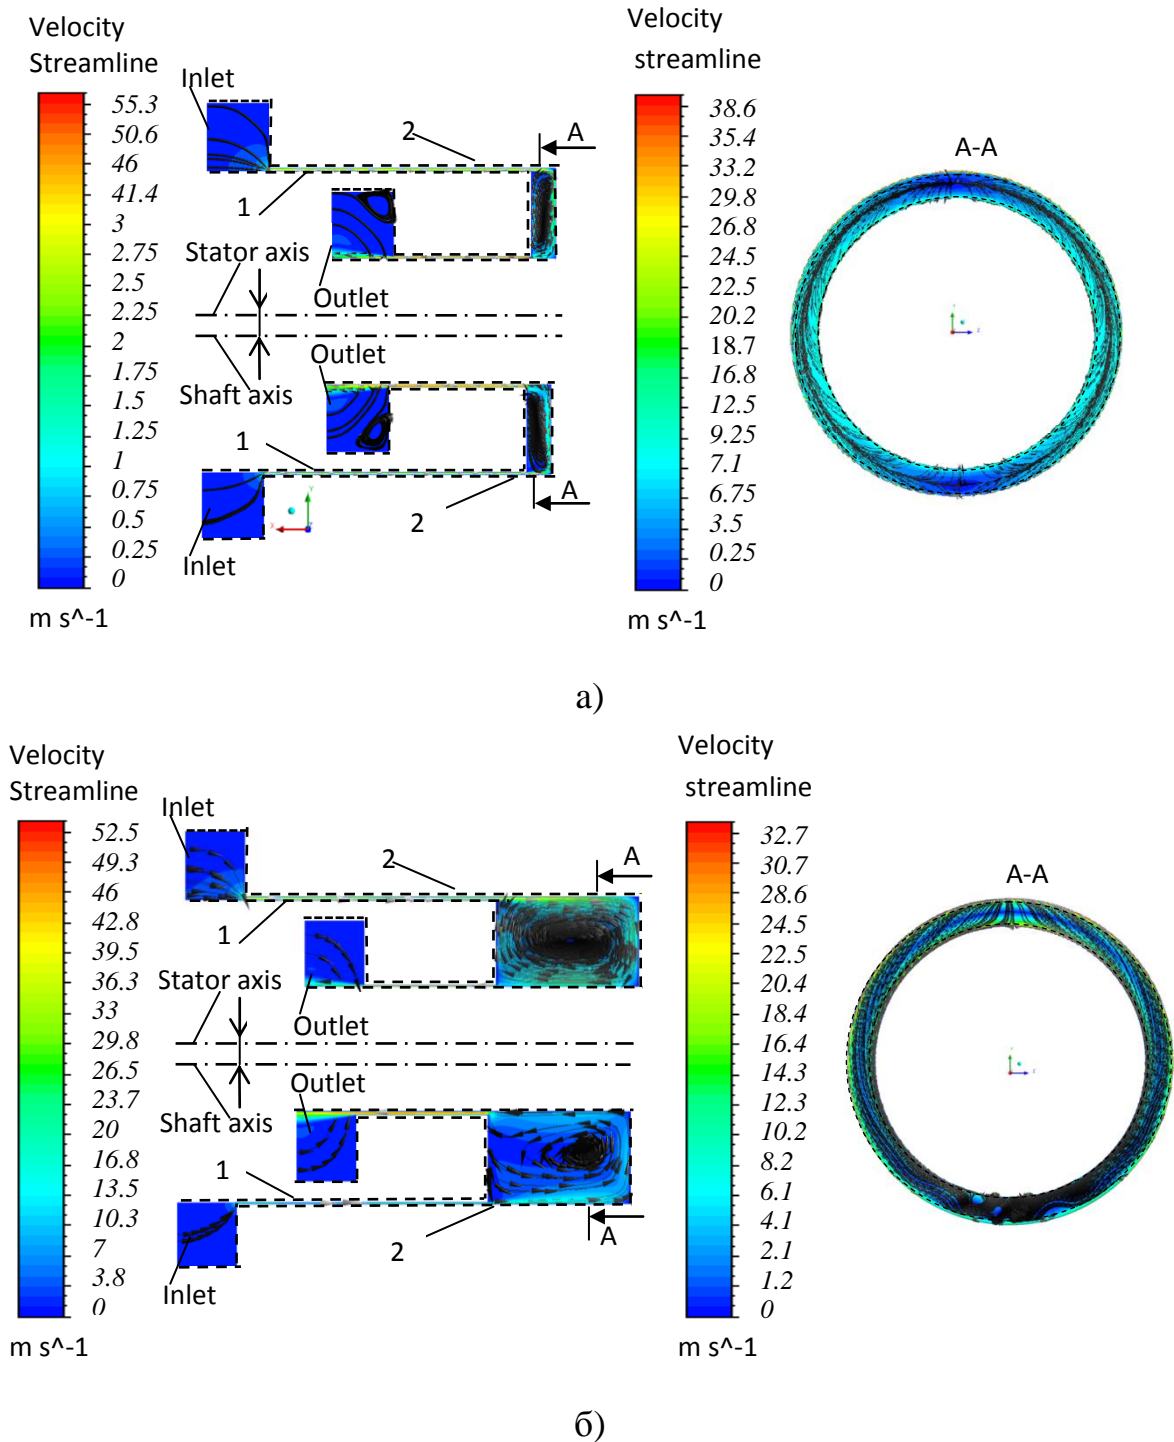 Velocity
Streamline
55.3
50.6
46
41.4
3
2.75
2.5
2.25
2
1.75
1.5
1.25
1
0.75
0.5
0.25
0
m s^-1
Inlet
2
A
1
Stator axis
Outlet
Outlet
Shaft axis
1
A
2
Inlet
Velocity
streamline
38.6
35.4
33.2
29.8
26.8
24.5
22.5
20.2
18.7
16.8
12.5
9.25
7.1
6.75
3.5
0.25
0
m s^-1
A-A
а)
Velocity
Streamline
52.5
49.3
46
42.8
39.5
36.3
33
29.8
26.5
23.7
20
16.8
13.5
10.3
7
3.8
0
m s^-1
Inlet
2
A
1
Stator axis
Outlet
Outlet
Shaft axis
1
A
2
Inlet
Velocity
streamline
32.7
30.7
28.6
24.5
22.5
20.4
18.4
16.4
14.3
12.3
10.2
8.2
6.1
4.1
2.1
1.2
0
m s^-1
A-A
б)